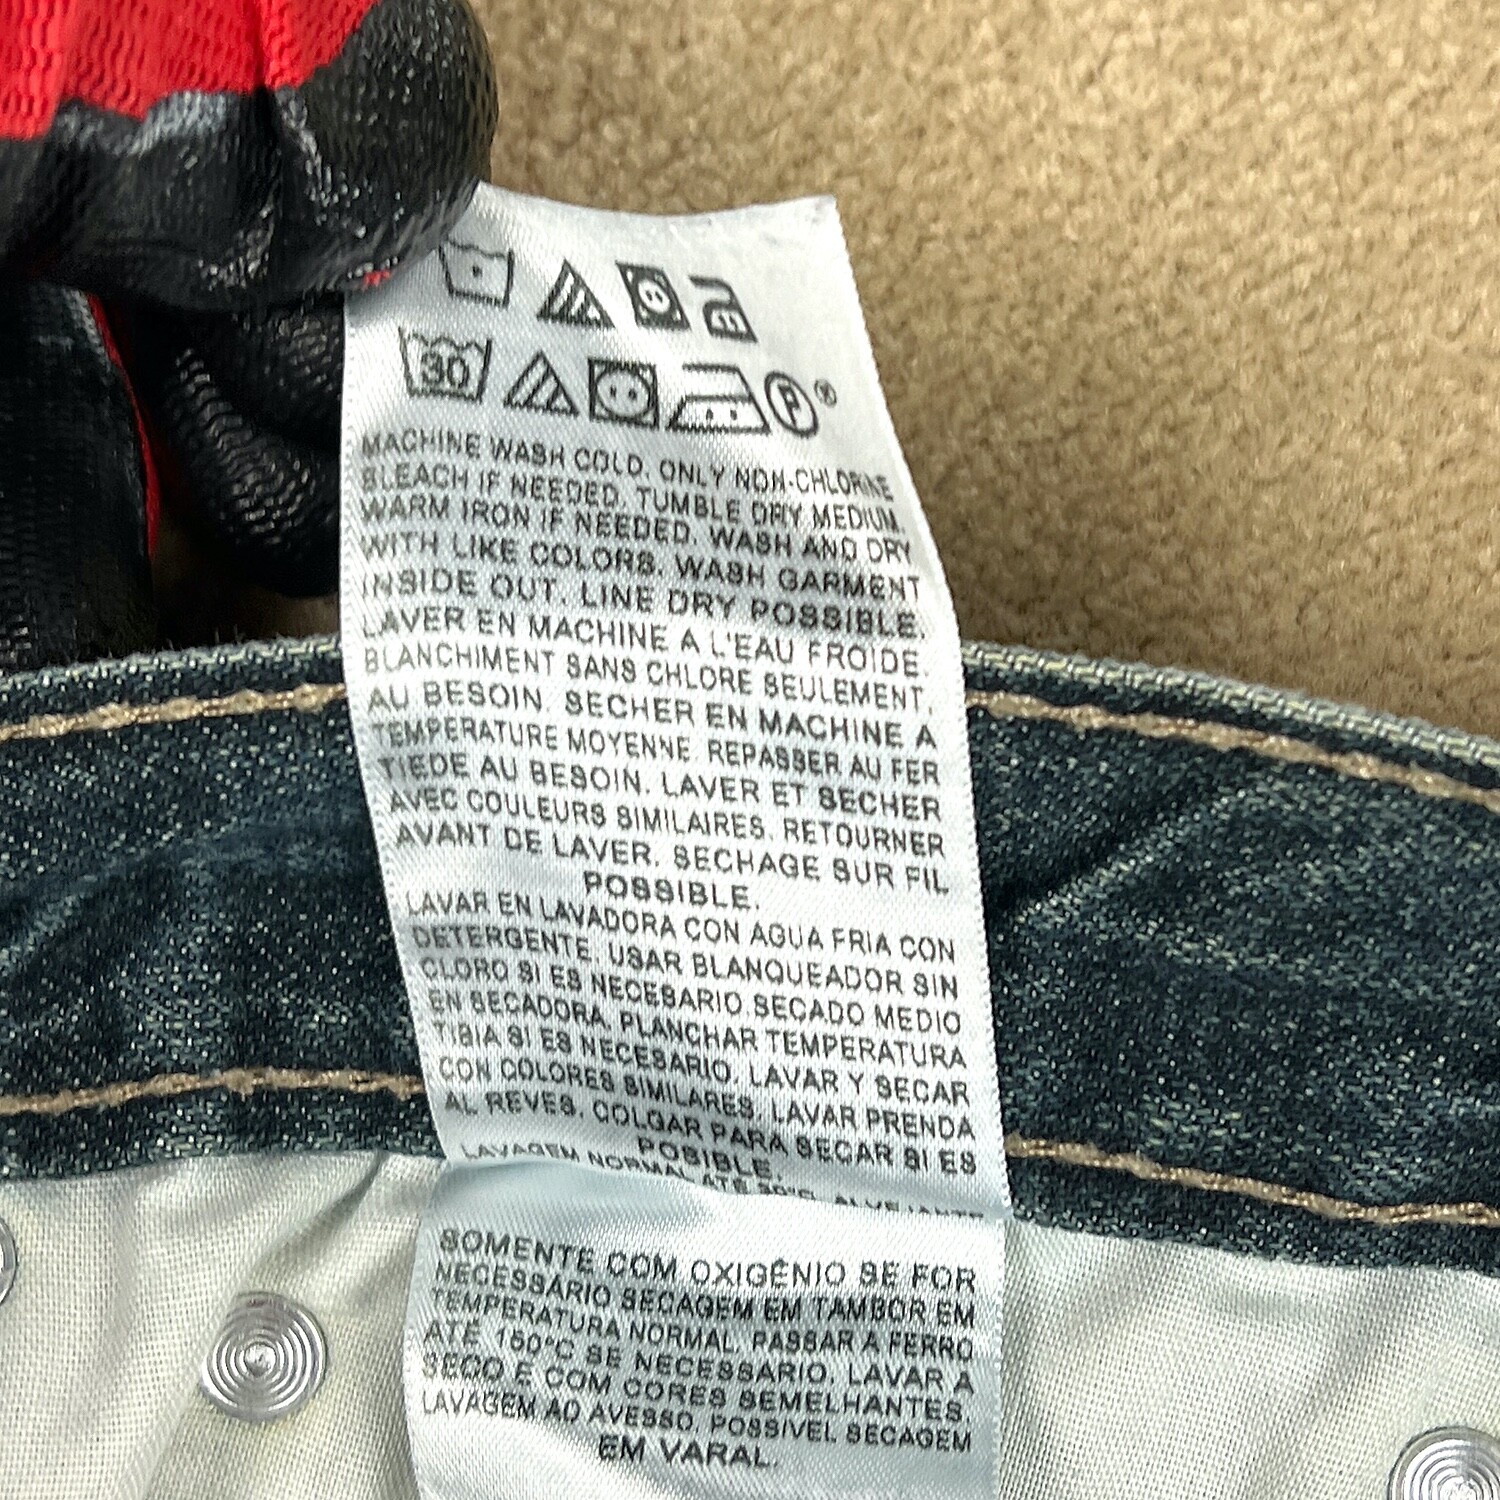 30 P ®
MACHINE WASH COLD. ONLY NON-CHLORINE
BLEACH IF NEEDED. TUMBLE DRY MEDIUM.
WARM IRON IF NEEDED. WASH AND DRY
WITH LIKE COLORS. WASH GARMENT
INSIDE OUT. LINE DRY POSSIBLE.
LAVER EN MACHINE A L'EAU FROIDE.
BLANCHIMENT SANS CHLORE SEULEMENT,
AU BESOIN. SECHER EN MACHINE A
TEMPERATURE MOYENNE. REPASSER AU FER
TIEDE AU BESOIN. LAVER ET SECHER
AVEC COULEURS SIMILAIRES. RETOURNER
AVANT DE LAVER. SECHAGE SUR FIL
POSSIBLE.
LAVAR EN LAVADORA CON AGUA FRIA CON
DETERGENTE. USAR BLANQUEADOR SIN
CLORO SI ES NECESARIO.SECADO MEDIO
EN SECADORA. PLANCHAR TEMPERATURA
TIBIA SI ES NECESARIO. LAVAR Y SECAR
CON COLORES SIMILARES. LAVAR PRENDA
AL REVES. COLGAR PARA SECAR SI ES
POSIBLE.
LAVAGEM NORMAL ATÉ 30°C. ALVEJANTE
SOMENTE COM OXIGÊNIO SE FOR
NECESSÁRIO SECAGEM EM TAMBOR EM
TEMPERATURA NORMAL. PASSAR A FERRO
ATÉ 150°C SE NECESSARIO. LAVAR A
SECO E COM CORES SEMELHANTES.
LAVAGEM AO AVESSO. POSSIVEL SECAGEM
EM VARAL.